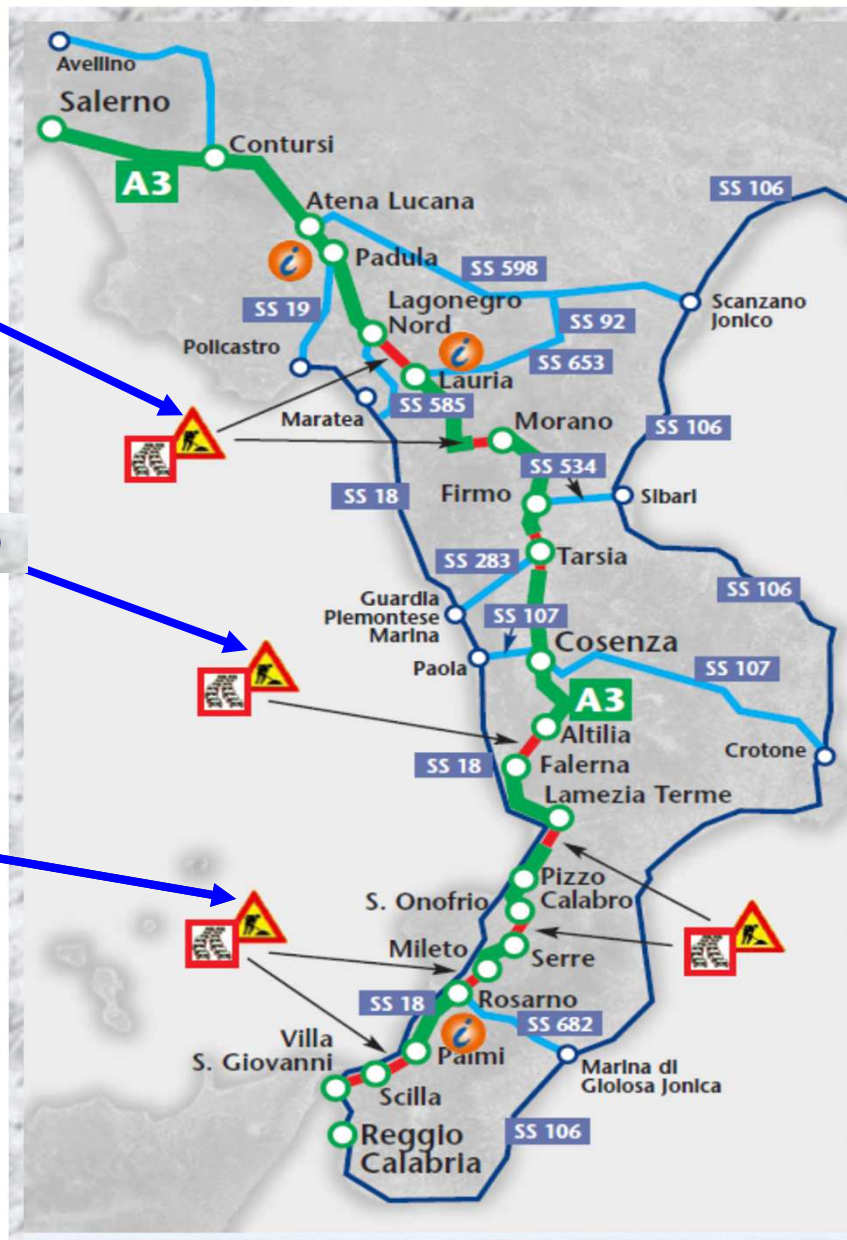 Avellino
Salerno
Contursi
A3
SS 106
Atena Lucana
Padula
SS 598
SS 19
Lagonegro
Nord
SS 92
Scanzano
Jonico
Policastro
SS 653
Lauria
Maratea
SS 585
Morano
SS 106
SS 534
Firmo
Sibari
SS 18
Tarsia
SS 283
SS 106
Guardia
Piemontese
Marina
SS 107
Cosenza
Paola
SS 107
A3
Altilia
Crotone
SS 18
Falerna
Lamezia Terme
Pizzo
Calabro
S. Onofrio
Mileto
Serre
SS 18
Rosarno
SS 682
Villa
S. Giovanni
Palmi
Marina di
Gioiosa Jonica
Scilla
SS 106
Reggio
Calabria